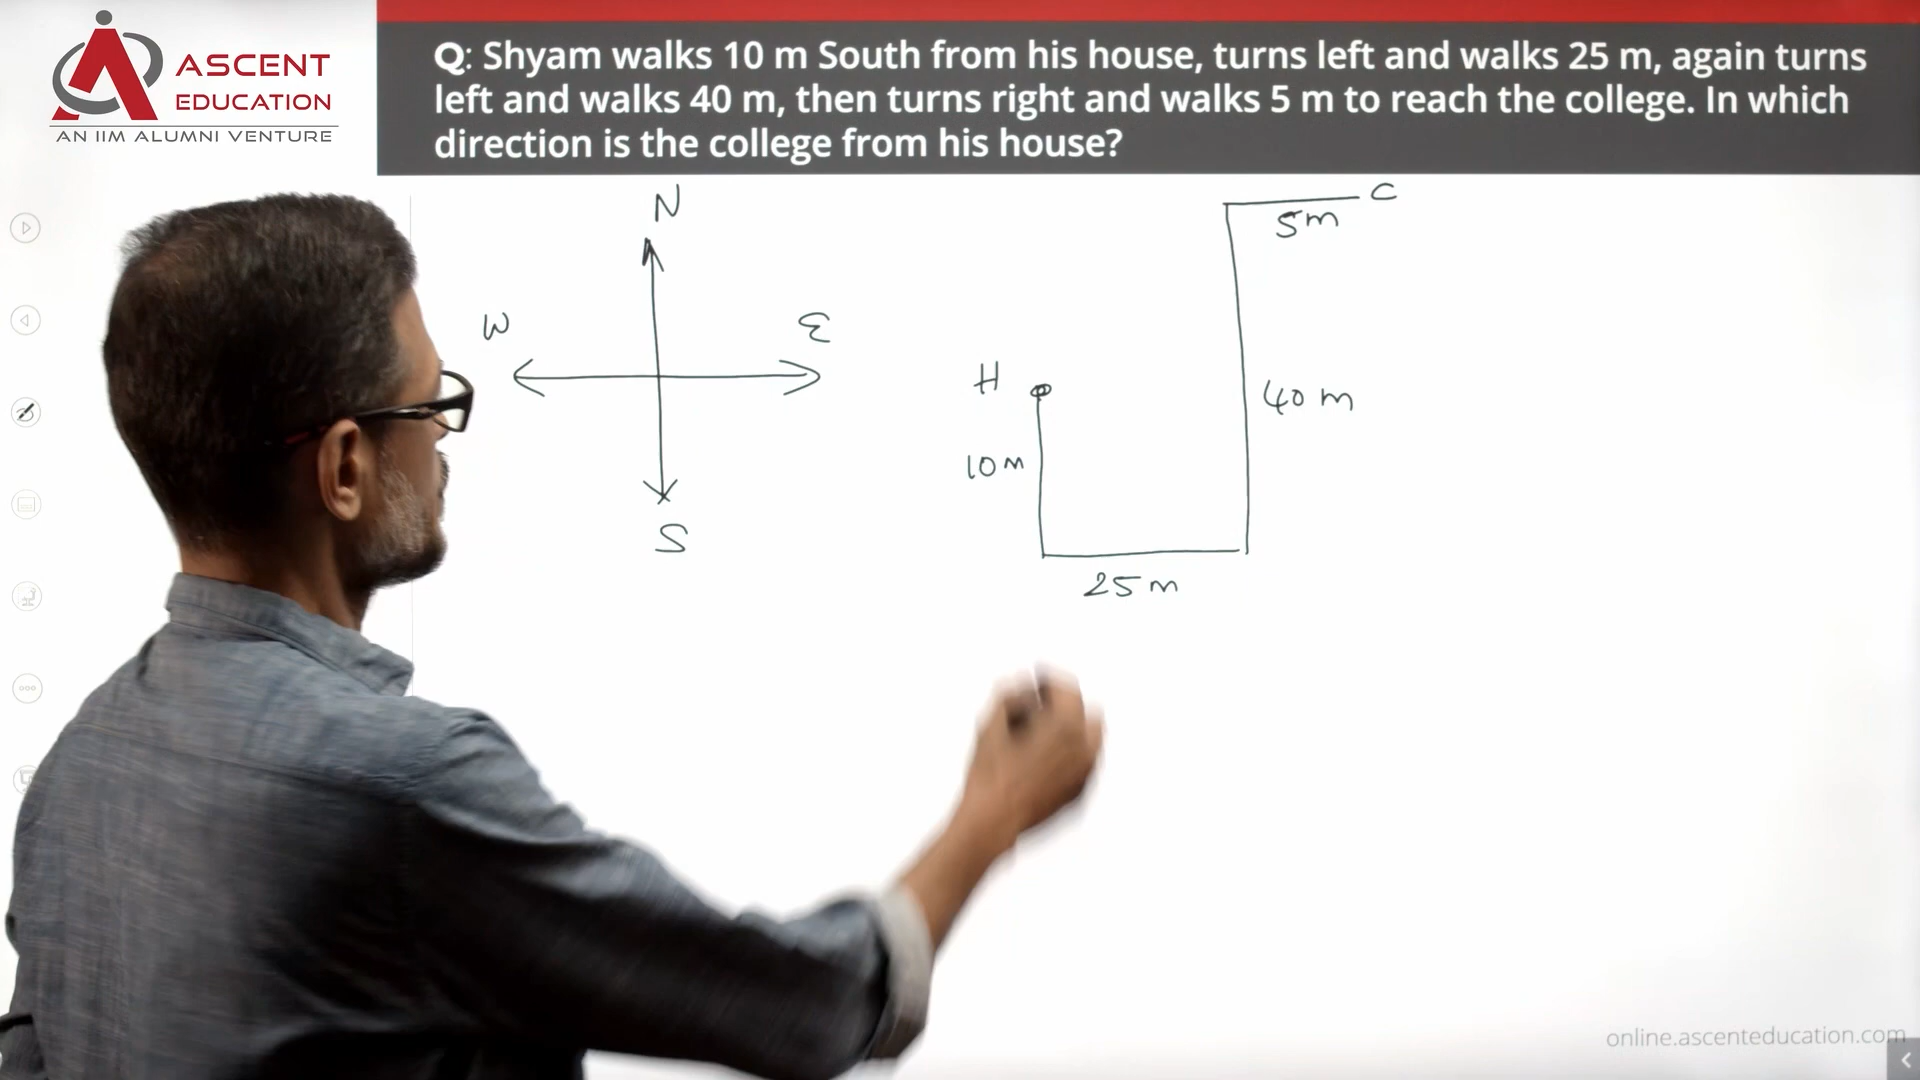 ASCENT
EDUCATION
AN IIM ALUMNI VENTURE
Q: Shyam walks 10 m South from his house, turns left and walks 25 m, again turns
left and walks 40 m, then turns right and walks 5 m to reach the college. In which
direction is the college from his house?
N
W
E
S
C
5m
H
40 m
10m
25 m
online.ascenteducation.com